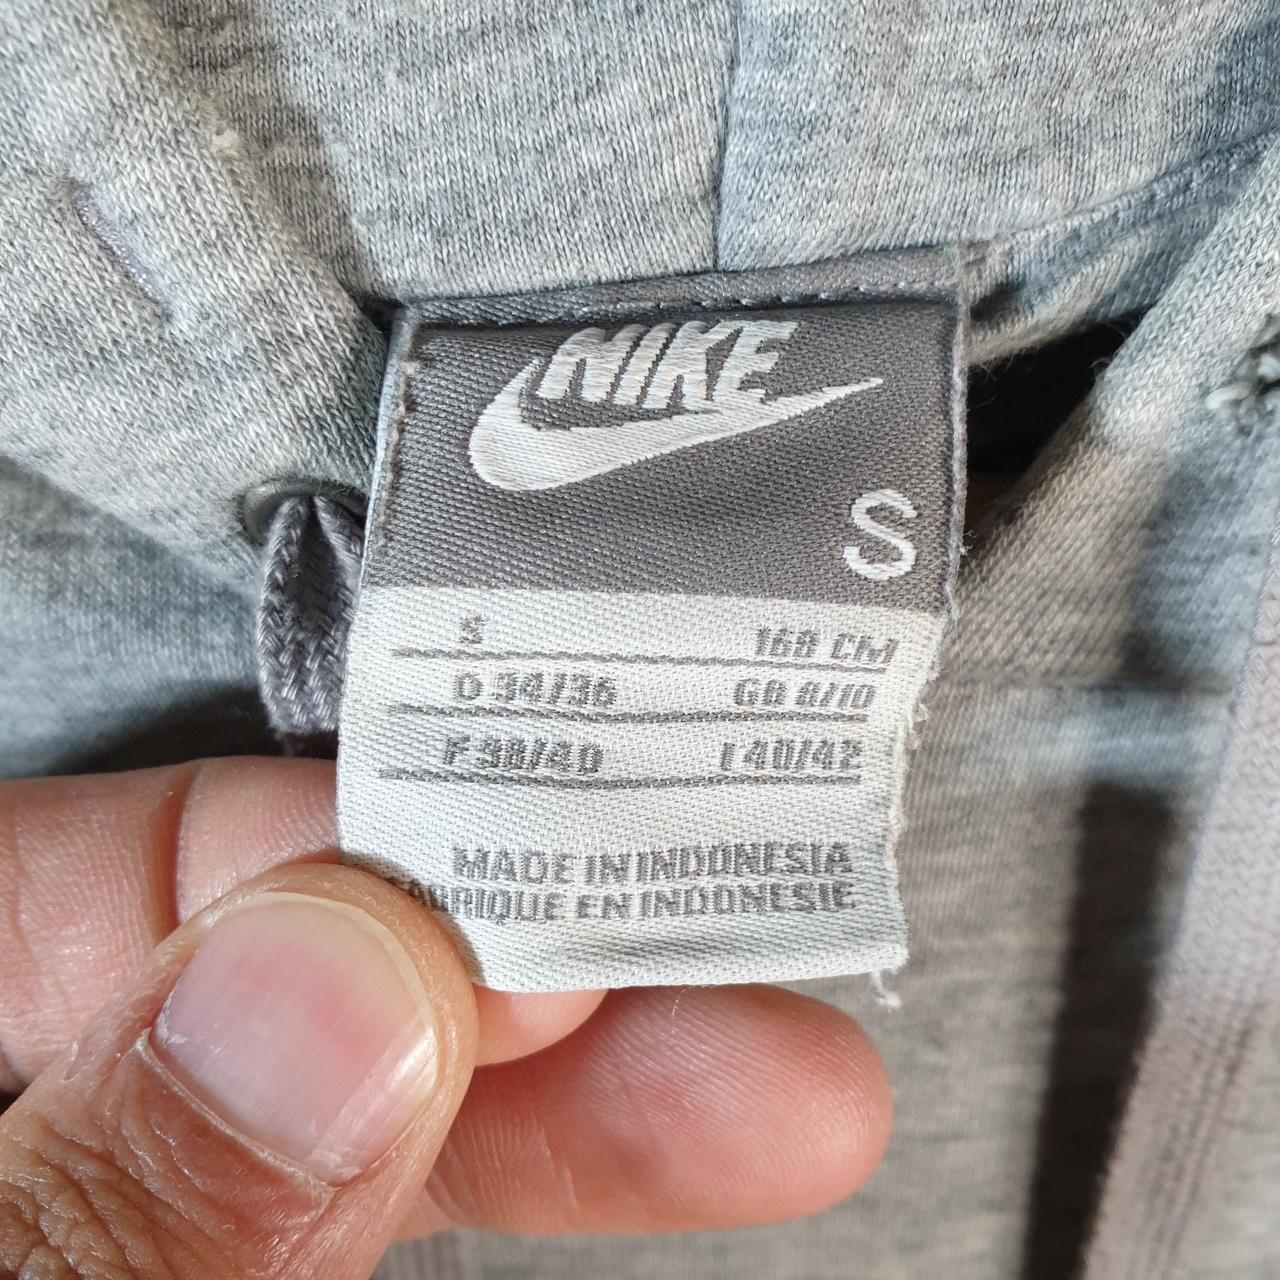 NIKE
S
S 168 CM
D 34/36 GB 8/10
F 38/40 I 40/42
MADE IN INDONESIA
FABRIQUE EN INDONESIE